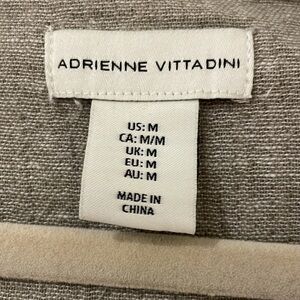 ADRIENNE VITTADINI
US: M
CA: M/M
UK: M
EU: M
AU: M
MADE IN
CHINA